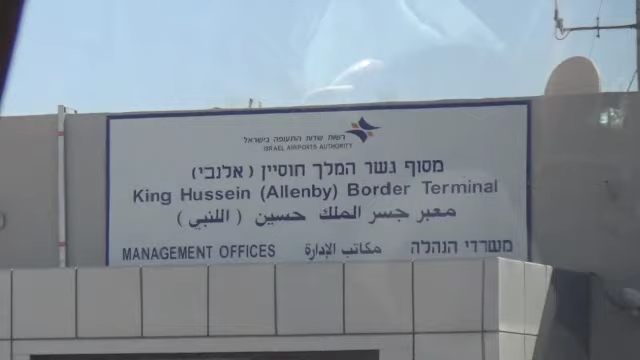 רשות שדות התעופה בישראל
ISRAEL AIRPORTS AUTHORITY
מסוף גשר המלך חוסיין (אלנבי)
King Hussein (Allenby) Border Terminal
معبر جسر الملك حسين (اللنبي)
MANAGEMENT OFFICES مكاتب الإدارة משרדי הנהלה